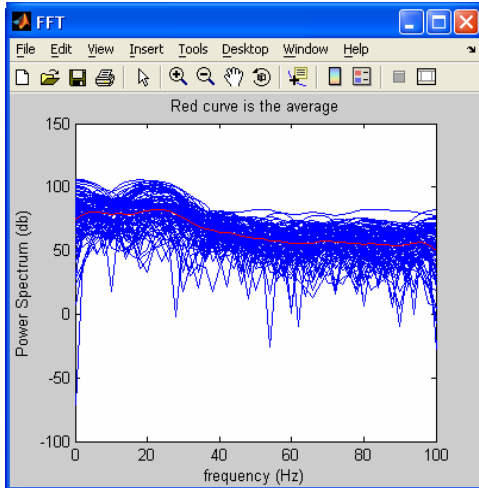 FFT
File Edit View Insert Tools Desktop Window Help
Red curve is the average
150
100
50
0
-50
-100
Power Spectrum (db)
0 20 40 60 80 100
frequency (Hz)